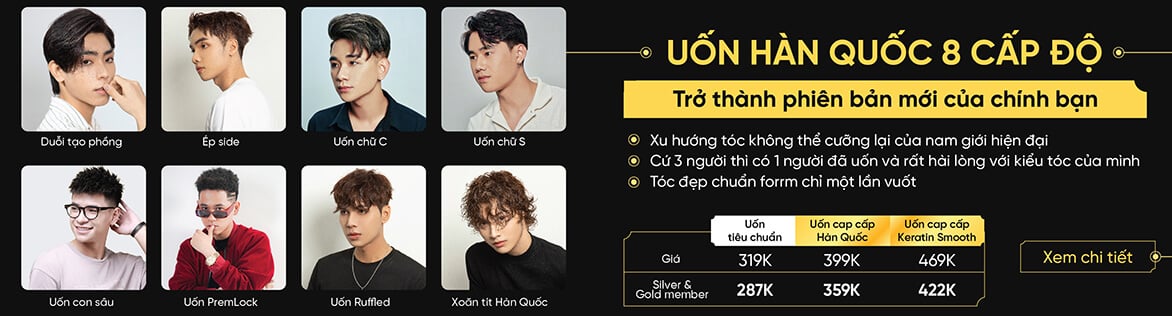 Duỗi tạo phồng
Ép side
Uốn chữ C
Uốn chữ S
Uốn con sâu
Uốn PremLock
Uốn Ruffled
Xoăn tít Hàn Quốc
UỐN HÀN QUỐC 8 CẤP ĐỘ
Trở thành phiên bản mới của chính bạn
Xu hướng tóc không thể cưỡng lại của nam giới hiện đại
Cứ 3 người thì có 1 người đã uốn và rất hài lòng với kiểu tóc của mình
Tóc đẹp chuẩn forrm chỉ một lần vuốt
Uốn tiêu chuẩn
Uốn cap cấp Hàn Quốc
Uốn cap cấp Keratin Smooth
Giá 319K 399K 469K
Silver & Gold member 287K 359K 422K
Xem chi tiết